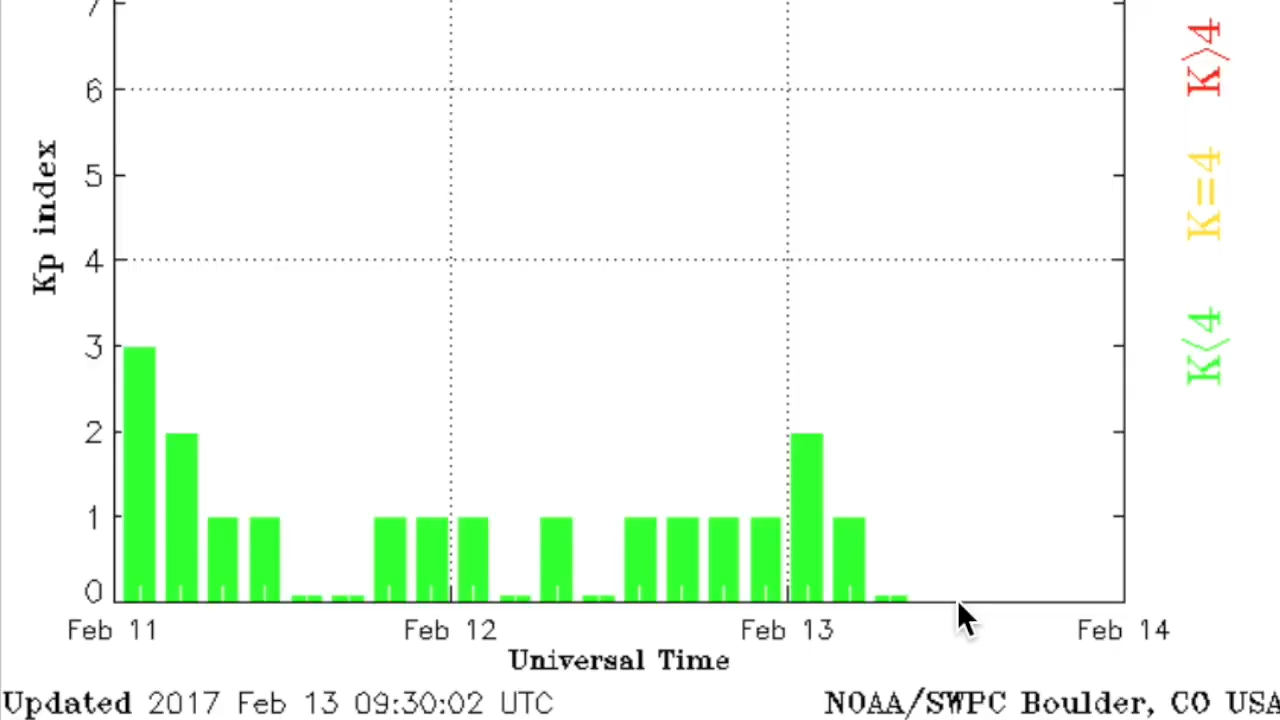 7
6
5
4
3
2
1
0
Kp index
Feb 11 Feb 12 Feb 13 Feb 14
Universal Time
Updated 2017 Feb 13 09:30:02 UTC
NOAA/SWPC Boulder, CO USA
K>4
K=4
K<4